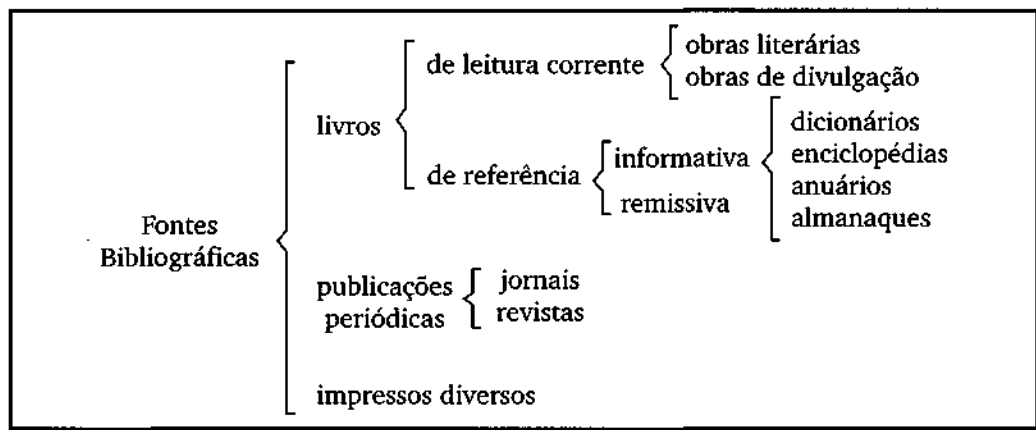 Fontes
Bibliográficas
livros
de leitura corrente
obras literárias
obras de divulgação
de referência
informativa
dicionários
enciclopédias
anuários
almanaques
remissiva
publicações
periódicas
jornais
revistas
impressos diversos